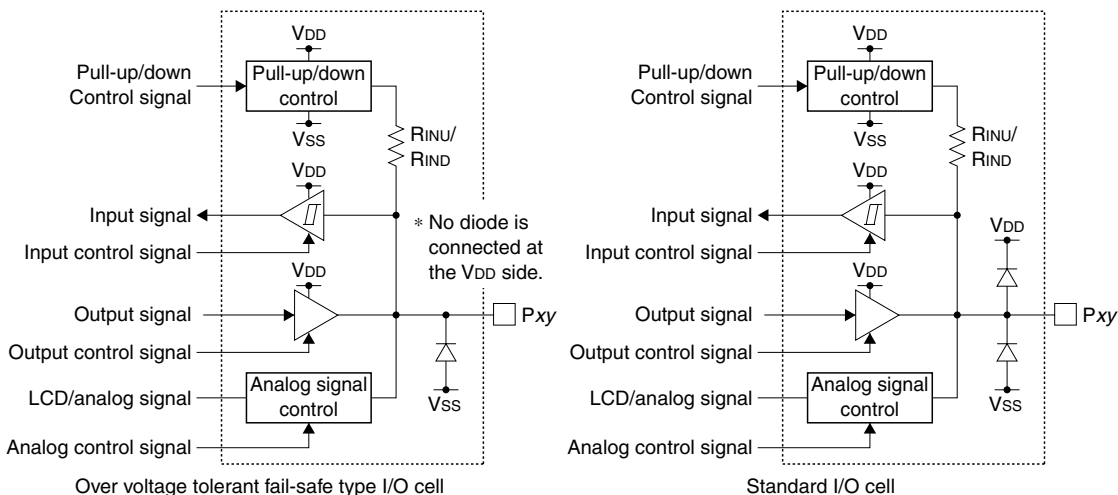 VDD
Pull-up/down
Control signal
Pull-up/down
control
VSS
RINU/
RIND
VDD
Input signal
Input control signal
* No diode is
connected at
the VDD side.
VDD
Output signal
Pxy
Output control signal
LCD/analog signal
Analog signal
control
VSS
Analog control signal
Over voltage tolerant fail-safe type I/O cell
VDD
Pull-up/down
Control signal
Pull-up/down
control
VSS
RINU/
RIND
VDD
Input signal
VDD
Input control signal
VDD
Output signal
Pxy
Output control signal
LCD/analog signal
Analog signal
control
VSS
Analog control signal
Standard I/O cell